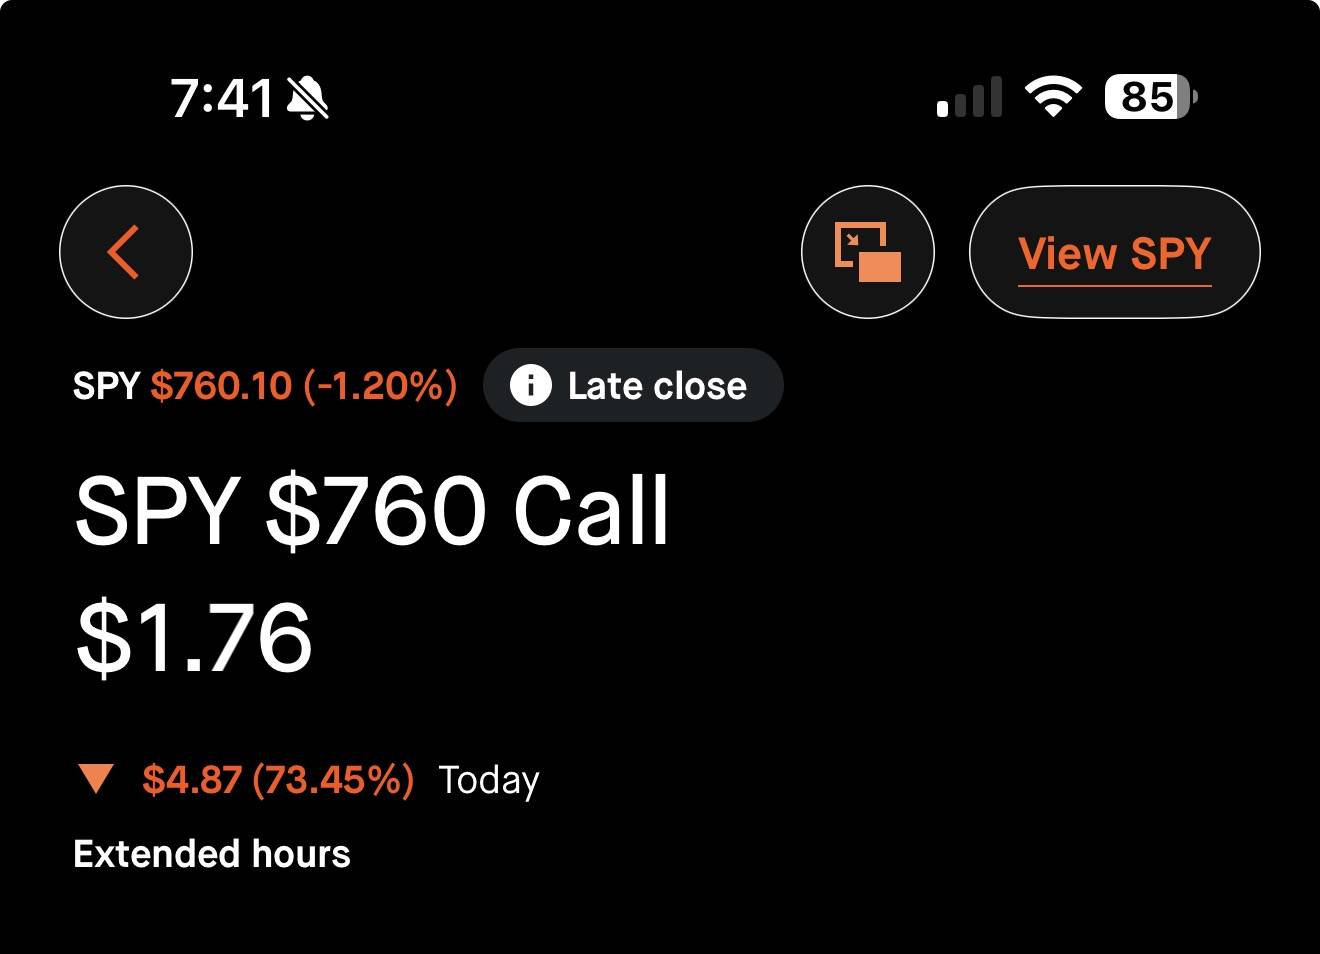 7:41
85
View SPY
SPY $760.10 (-1.20%) Late close
SPY $760 Call
$1.76
$4.87 (73.45%) Today
Extended hours